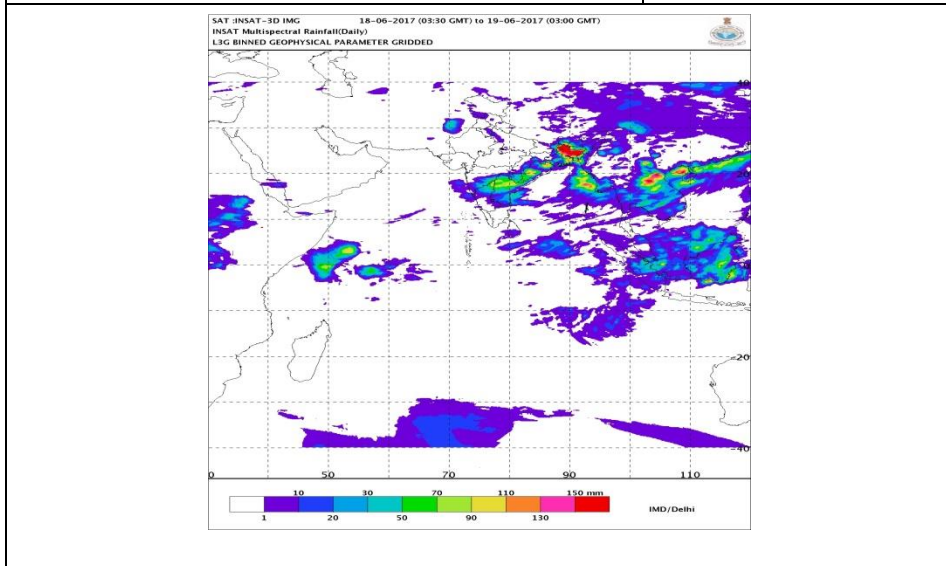 SAT :INSAT-3D IMG 18-06-2017 (03:30 GMT) to 19-06-2017 (03:00 GMT)
INSAT Multispectral Rainfall(Daily)
L3G BINNED GEOPHYSICAL PARAMETER GRIDDED
40
20
-20
-40
50 70 90 110
10 30 70 110 150 mm
1 20 50 90 130
IMD/Delhi